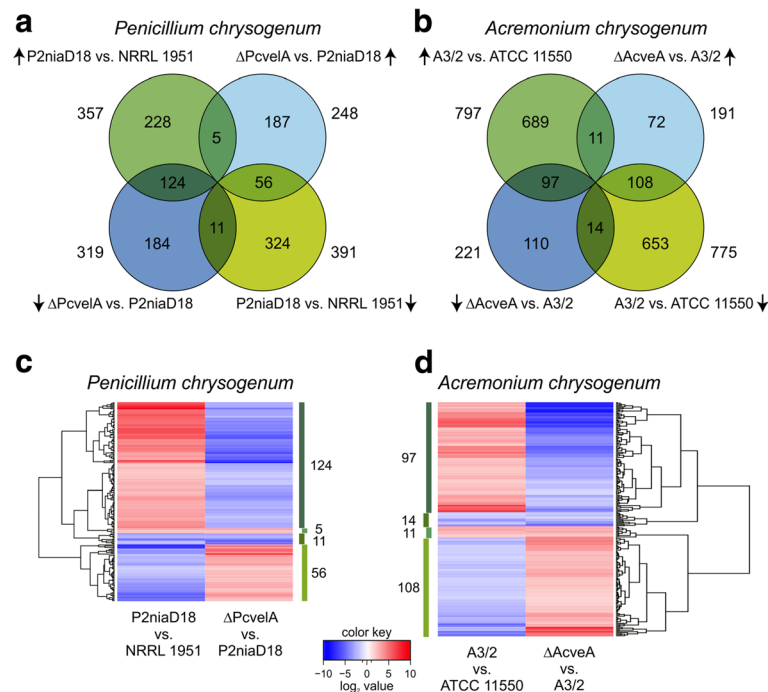 a
Penicillium chrysogenum
↑P2niaD18 vs. NRRL 1951
ΔPcvelA vs. P2niaD18↑
357
228
5
187
248
124
56
319
184
11
324
391
↓ΔPcvelA vs. P2niaD18
P2niaD18 vs. NRRL 1951↓
b
Acremonium chrysogenum
↑A3/2 vs. ATCC 11550
ΔAcveA vs. A3/2↑
797
689
11
72
191
97
108
221
110
14
653
775
↓ΔAcveA vs. A3/2
A3/2 vs. ATCC 11550↓
c
Penicillium chrysogenum
124
5
11
56
P2niaD18
vs.
NRRL 1951
ΔPcvelA
vs.
P2niaD18
color key
−10 −5 0 5 10
log₂ value
d
Acremonium chrysogenum
97
14
11
108
A3/2
vs.
ATCC 11550
ΔAcveA
vs.
A3/2